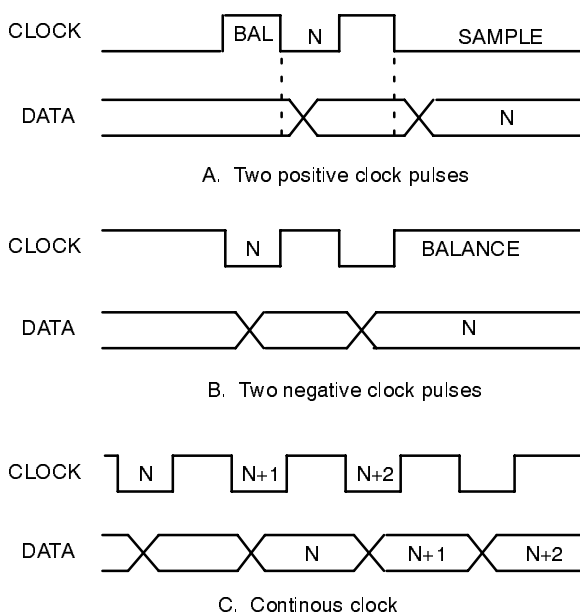 CLOCK BAL N SAMPLE
DATA N
A. Two positive clock pulses
CLOCK N BALANCE
DATA N
B. Two negative clock pulses
CLOCK N N+1 N+2
DATA N N+1 N+2
C. Continous clock